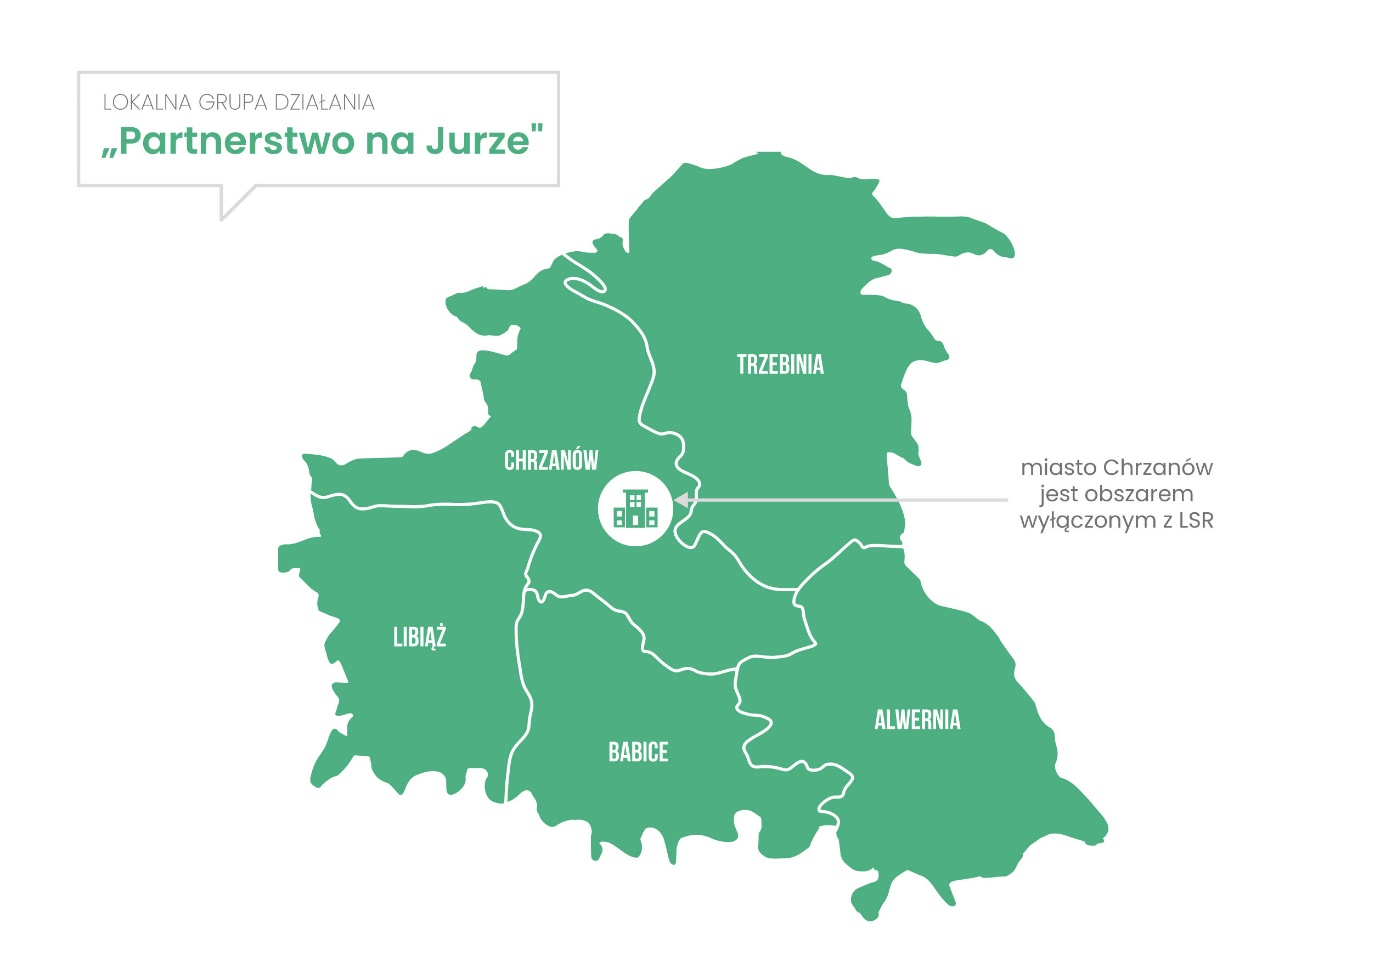 LOKALNA GRUPA DZIAŁANIA
„Partnerstwo na Jurze"
TRZEBINIA
CHRZANÓW
miasto Chrzanów
jest obszarem
wyłączonym z LSR
LIBIĄŻ
ALWERNIA
BABICE